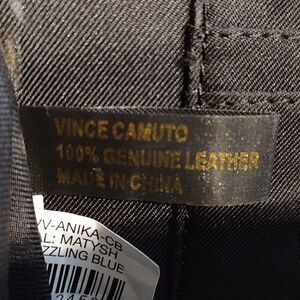 VINCE CAMUTO
100% GENUINE LEATHER
MADE IN CHINA
V-ANIKA-CB
L: MATYSH
ZZLING BLUE